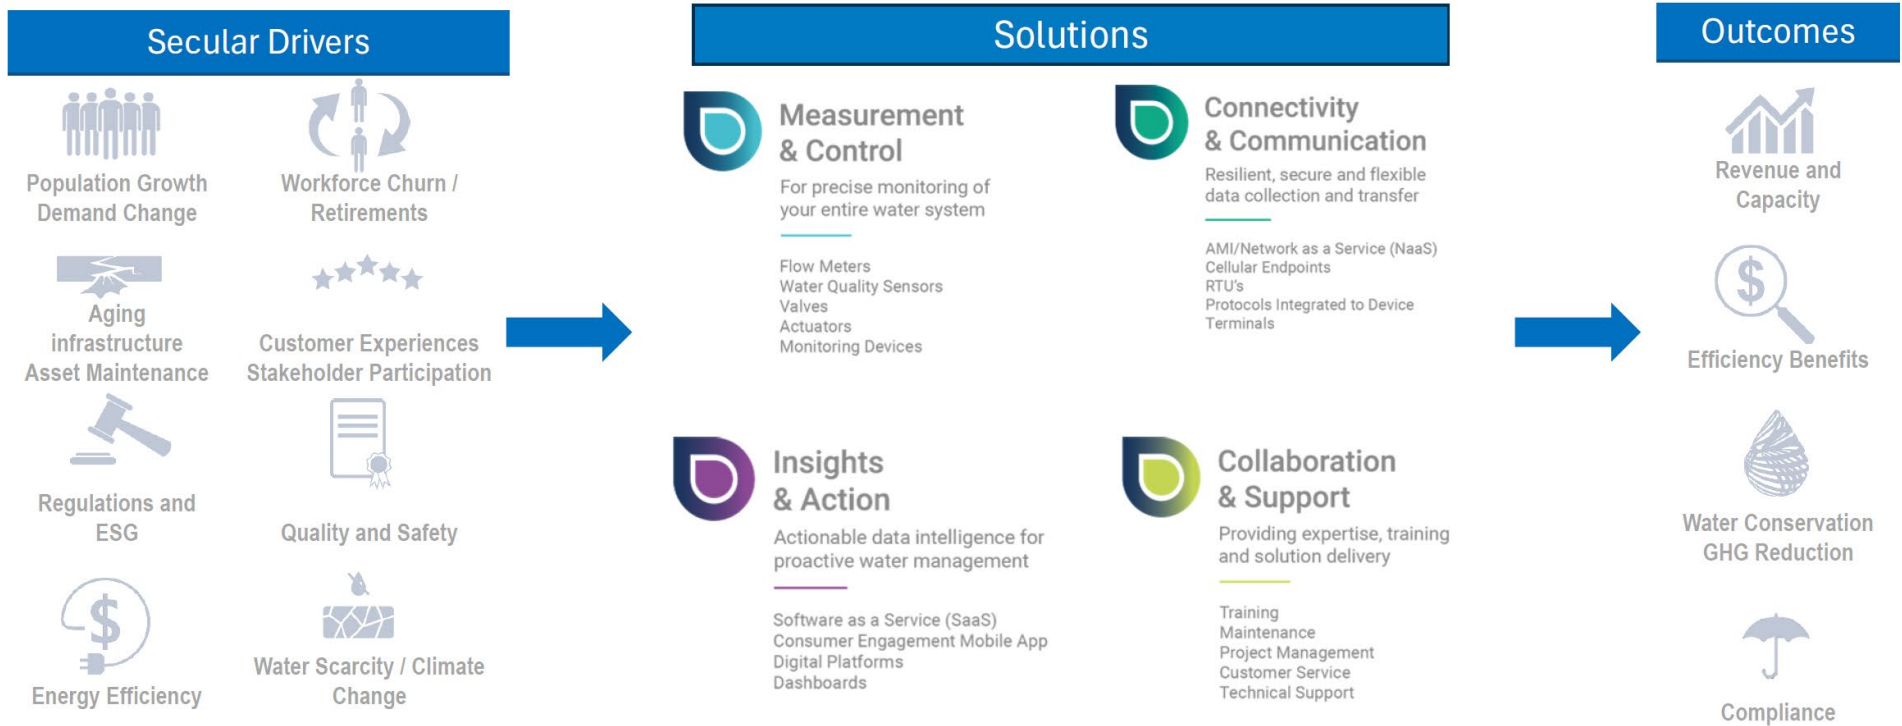 Secular Drivers
Population Growth
Demand Change
Workforce Churn /
Retirements
Aging
infrastructure
Asset Maintenance
Customer Experiences
Stakeholder Participation
Regulations and
ESG
Quality and Safety
Energy Efficiency
Water Scarcity / Climate
Change
Solutions
Measurement
& Control
For precise monitoring of
your entire water system
Flow Meters
Water Quality Sensors
Valves
Actuators
Monitoring Devices
Connectivity
& Communication
Resilient, secure and flexible
data collection and transfer
AMI/Network as a Service (NaaS)
Cellular Endpoints
RTU's
Protocols Integrated to Device
Terminals
Insights
& Action
Actionable data intelligence for
proactive water management
Software as a Service (SaaS)
Consumer Engagement Mobile App
Digital Platforms
Dashboards
Collaboration
& Support
Providing expertise, training
and solution delivery
Training
Maintenance
Project Management
Customer Service
Technical Support
Outcomes
Revenue and
Capacity
$
Efficiency Benefits
Water Conservation
GHG Reduction
Compliance